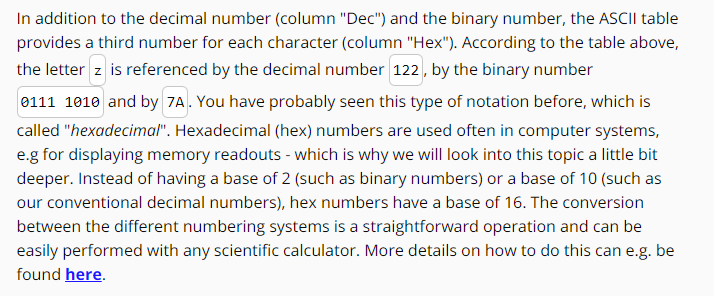 In addition to the decimal number (column "Dec") and the binary number, the ASCII table
provides a third number for each character (column "Hex"). According to the table above,
the letter z is referenced by the decimal number 122, by the binary number
0111 1010 and by 7A. You have probably seen this type of notation before, which is
called "hexadecimal". Hexadecimal (hex) numbers are used often in computer systems,
e.g for displaying memory readouts - which is why we will look into this topic a little bit
deeper. Instead of having a base of 2 (such as binary numbers) or a base of 10 (such as
our conventional decimal numbers), hex numbers have a base of 16. The conversion
between the different numbering systems is a straightforward operation and can be
easily performed with any scientific calculator. More details on how to do this can e.g. be
found here.